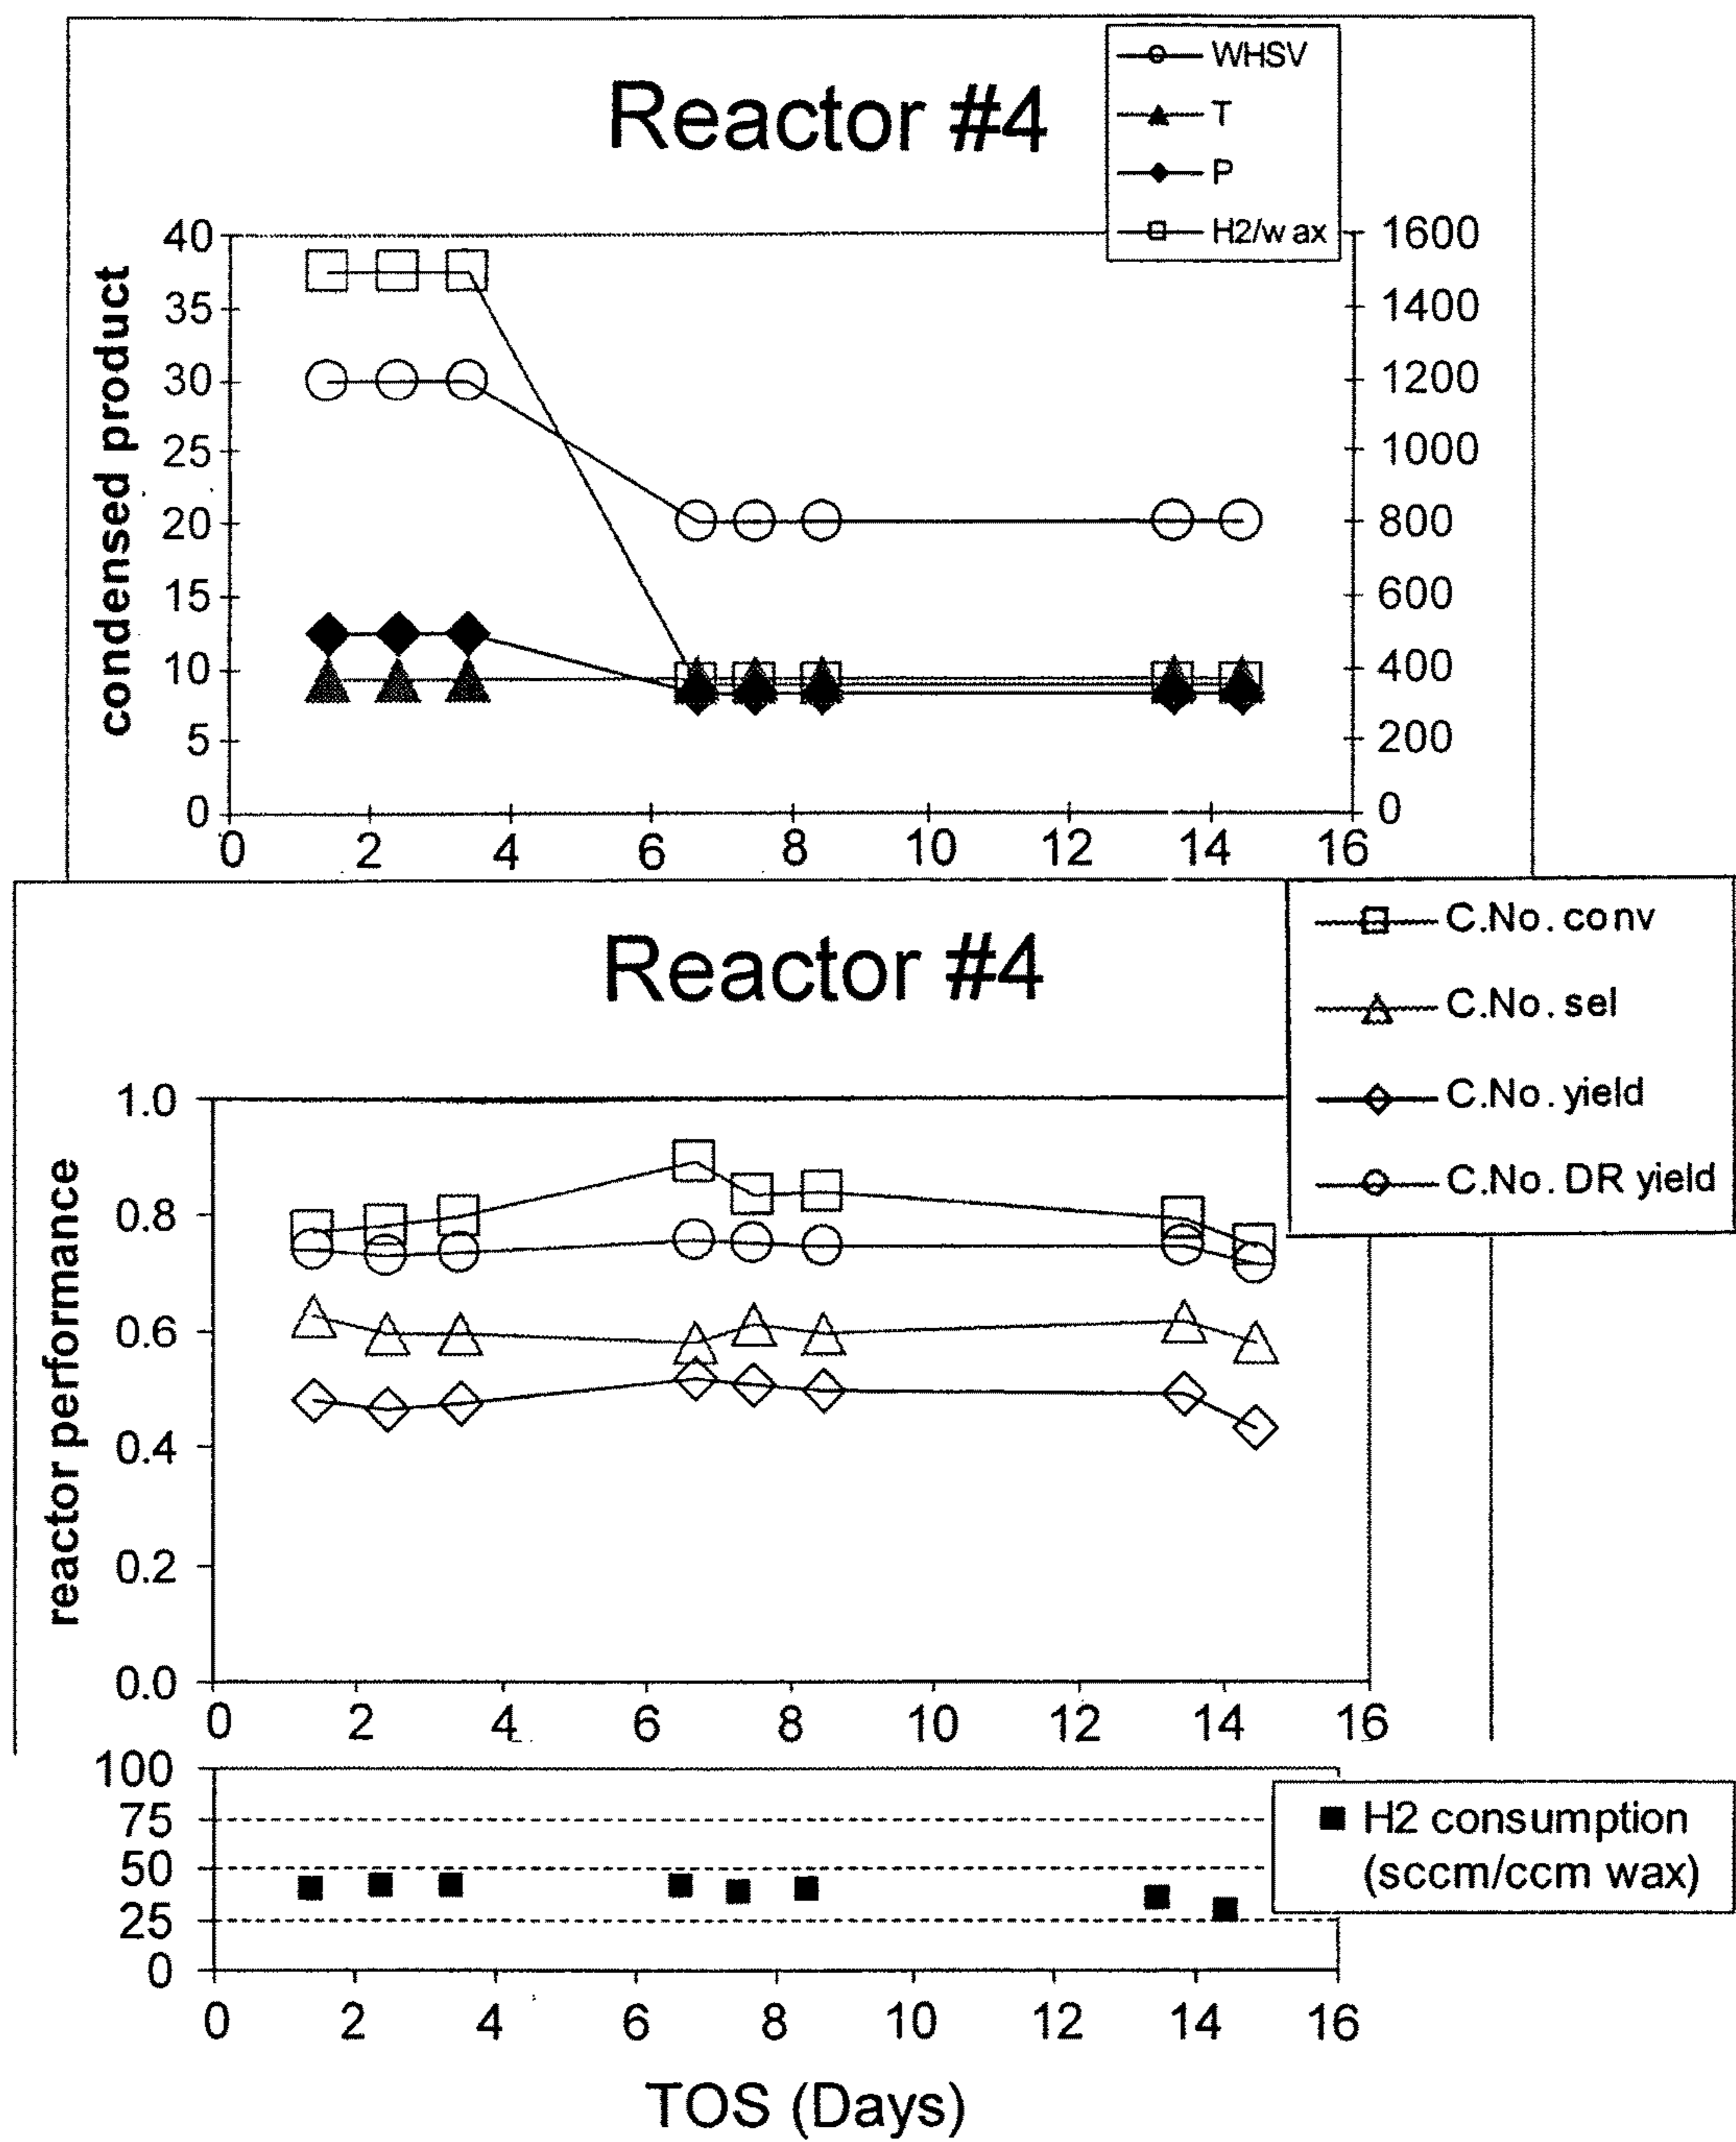 Reactor #4
WHSV
T
P
H2/wax
condensed product
40
35
30
25
20
15
10
5
0
1600
1400
1200
1000
800
600
400
200
0
0 2 4 6 8 10 12 14 16
Reactor #4
C.No. conv
C.No. sel
C.No. yield
C.No. DR yield
reactor performance
1.0
0.8
0.6
0.4
0.2
0.0
0 2 4 6 8 10 12 14 16
100
75
50
25
0
H2 consumption
(sccm/ccm wax)
0 2 4 6 8 10 12 14 16
TOS (Days)